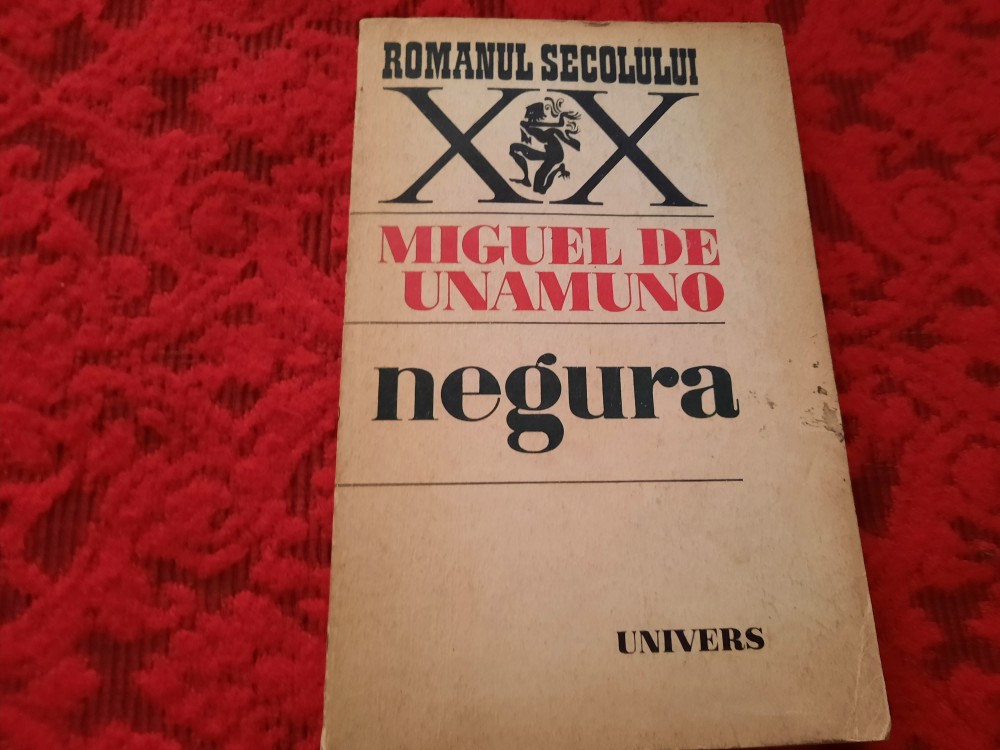 ROMANUL SECOLULUI
XX
MIGUEL DE
UNAMUNO
negura
UNIVERS